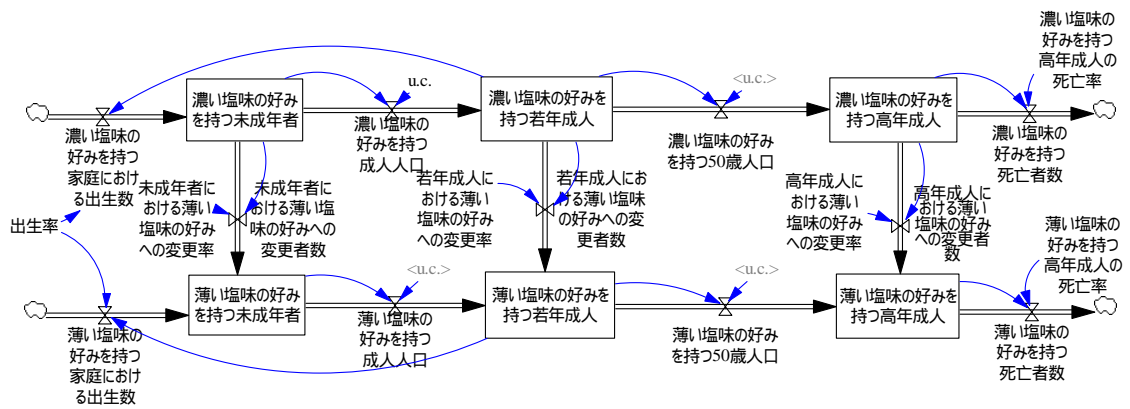 濃い塩味の
好みを持つ
高年成人の
死亡率
濃い塩味の好み
を持つ未成年者
u.c.
濃い塩味の好みを
持つ若年成人
<u.c.>
濃い塩味の好みを
持つ高年成人
濃い塩味の
好みを持つ
家庭におけ
る出生数
濃い塩味の
好みを持つ
成人人口
濃い塩味の好み
を持つ50歳人口
濃い塩味の
好みを持つ
死亡者数
出生率
未成年者に
おける薄い
塩味の好み
への変更率
未成年者に
おける薄い塩
味の好みへの
変更者数
若年成人に
おける薄い
塩味の好み
への変更率
若年成人にお
ける薄い塩味
の好みへの変
更者数
高年成人に
おける薄い
塩味の好み
への変更率
高年成人にお
ける薄い
塩味の好み
への変更者
数
薄い塩味の
好みを持つ
高年成人の
死亡率
薄い塩味の好み
を持つ未成年者
<u.c.>
薄い塩味の好みを
持つ若年成人
<u.c.>
薄い塩味の好みを
持つ高年成人
薄い塩味の
好みを持つ
家庭におけ
る出生数
薄い塩味の
好みを持つ
成人人口
薄い塩味の好み
を持つ50歳人口
薄い塩味の
好みを持つ
死亡者数